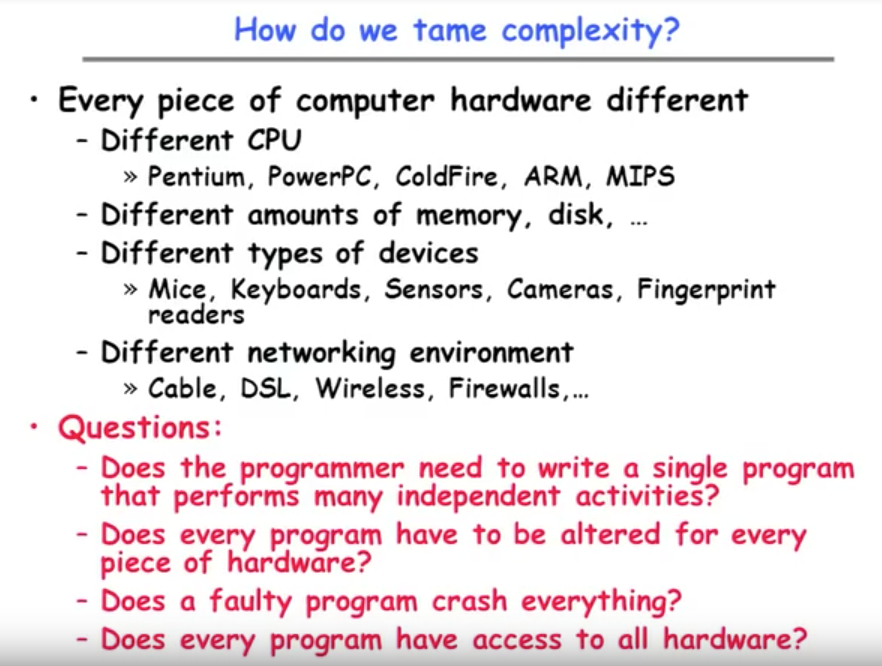 How do we tame complexity?
• Every piece of computer hardware different
– Different CPU
» Pentium, PowerPC, ColdFire, ARM, MIPS
– Different amounts of memory, disk, …
– Different types of devices
» Mice, Keyboards, Sensors, Cameras, Fingerprint
readers
– Different networking environment
» Cable, DSL, Wireless, Firewalls,…
• Questions:
– Does the programmer need to write a single program
that performs many independent activities?
– Does every program have to be altered for every
piece of hardware?
– Does a faulty program crash everything?
– Does every program have access to all hardware?